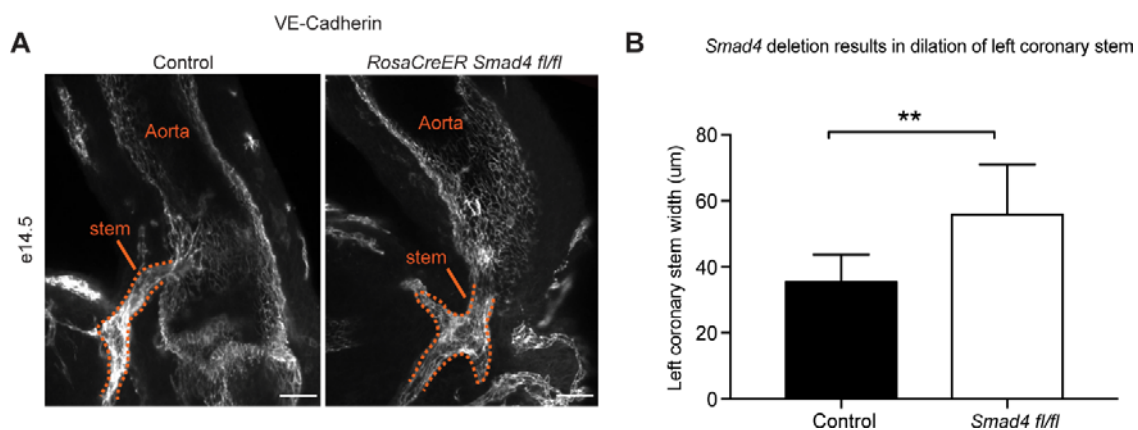 VE-Cadherin
A
Control
RosaCreER Smad4 fl/fl
e14.5
Aorta
stem
Aorta
stem
B
Smad4 deletion results in dilation of left coronary stem
**
Left coronary stem width (um)
80
60
40
20
0
Control
Smad4 fl/fl